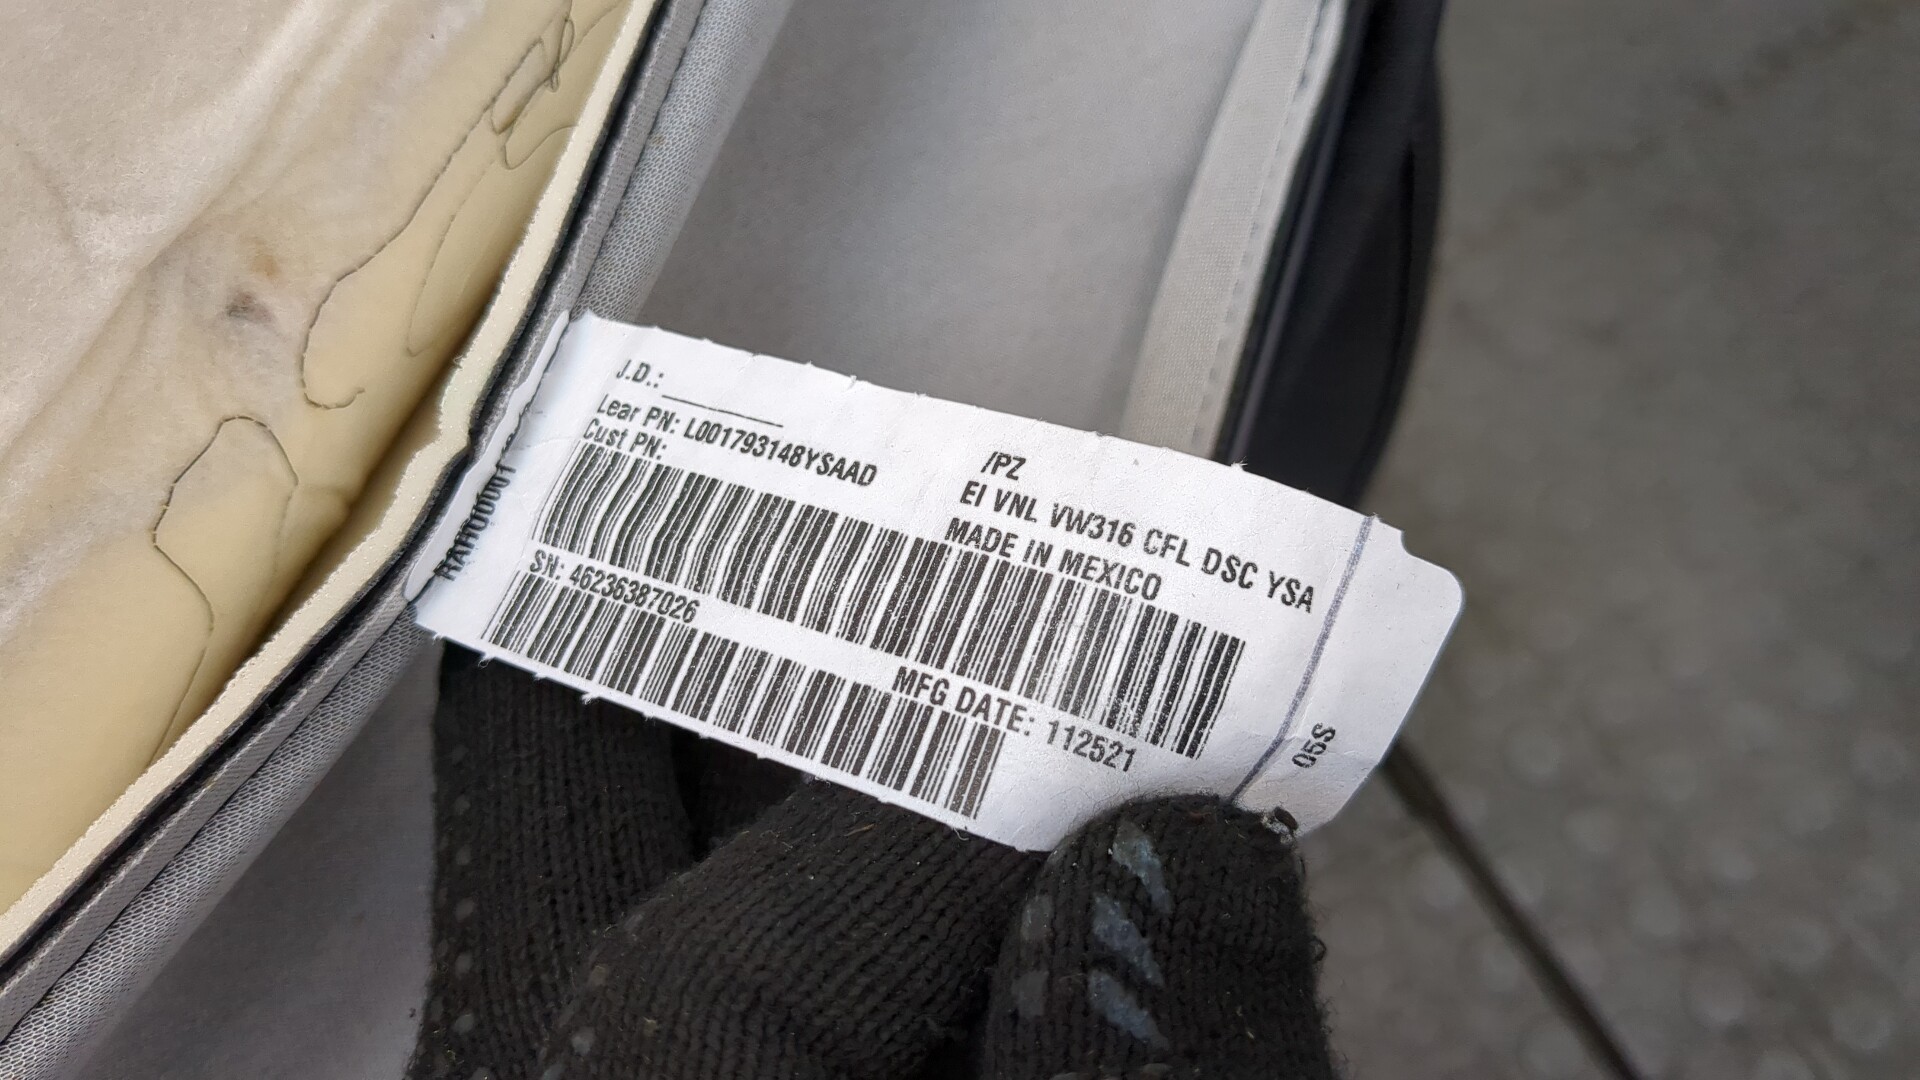 J.D.:
Lear PN: L001793148YSAAD
/PZ
Cust PN:
EI VNL VW316 CFL DSC YSA
MADE IN MEXICO
SN: 46236387026
MFG DATE: 112521
05S